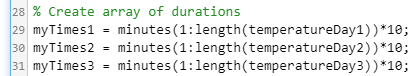 28 % Create array of durations
29 myTimes1 = minutes(1:length(temperatureDay1))*10;
30 myTimes2 = minutes(1:length(temperatureDay2))*10;
31 myTimes3 = minutes(1:length(temperatureDay3))*10;